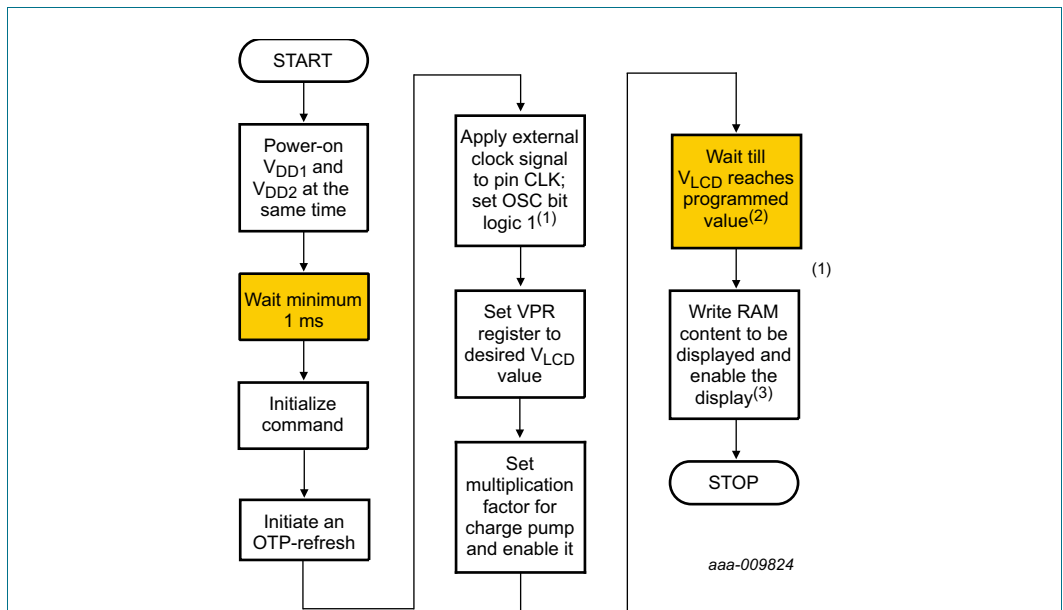 START
Power-on
VDD1 and
VDD2 at the
same time
Wait minimum
1 ms
Initialize
command
Initiate an
OTP-refresh
Apply external
clock signal
to pin CLK;
set OSC bit
logic 1(1)
Set VPR
register to
desired VLCD
value
Set
multiplication
factor for
charge pump
and enable it
Wait till
VLCD reaches
programmed
value(2)
(1)
Write RAM
content to be
displayed and
enable the
display(3)
STOP
aaa-009824